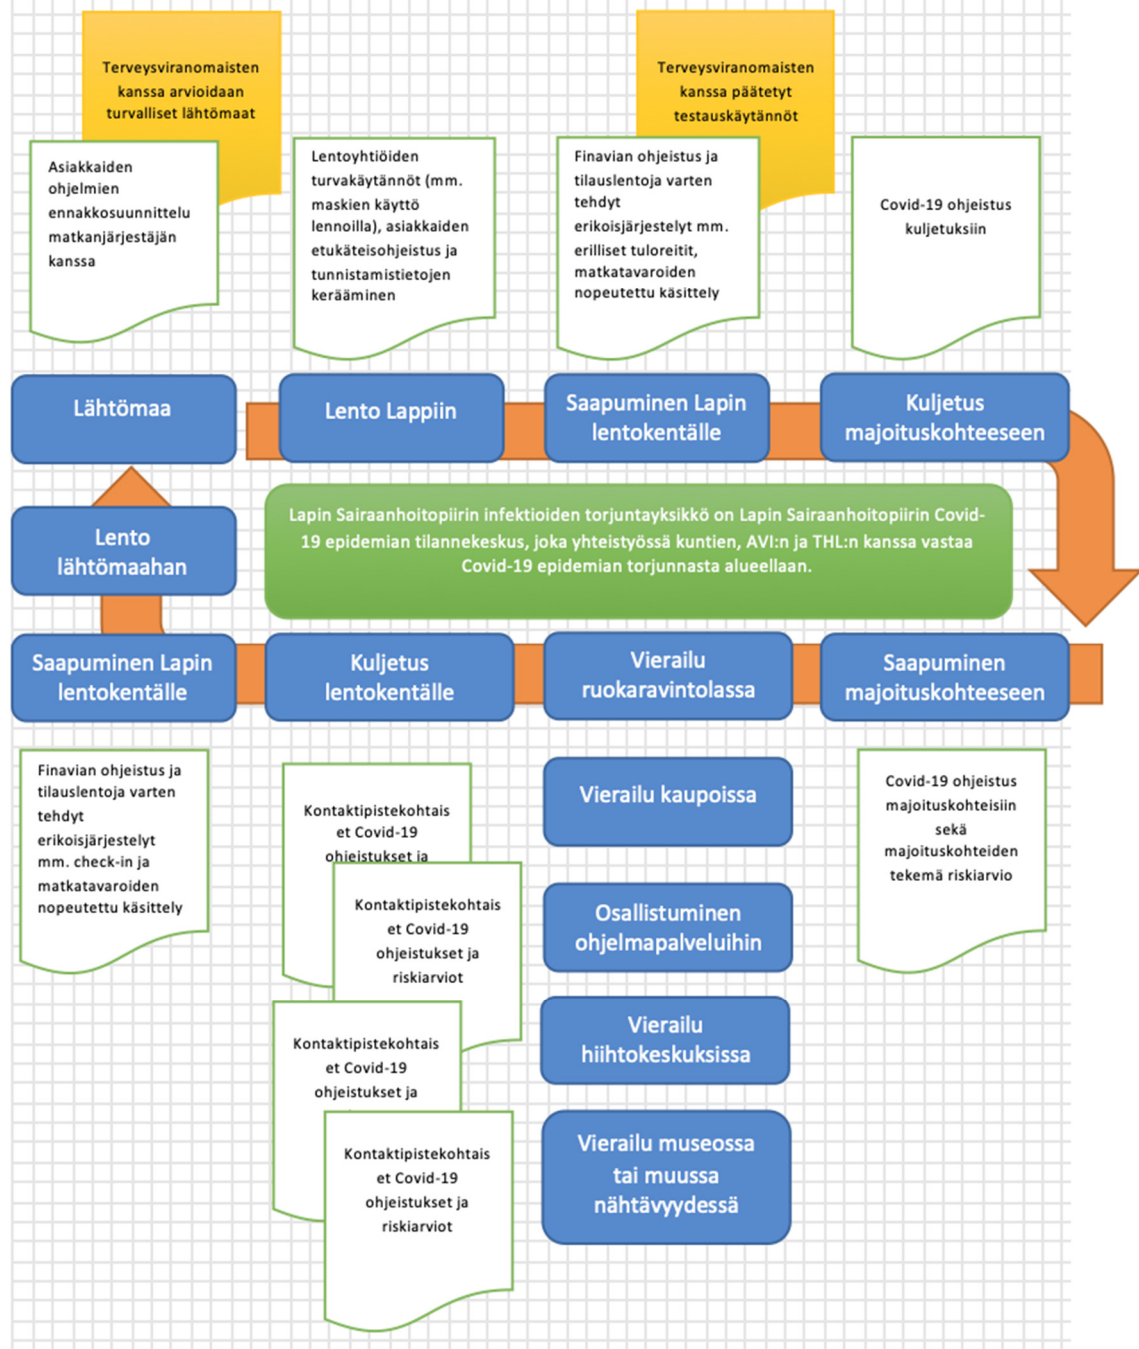 Terveysviranomaisten
kanssa arvioidaan
turvalliset lähtömaat
Terveysviranomaisten
kanssa päätetyt
testauskäytännöt
Asiakkaiden
ohjelmien
ennakkosuunnittelu
matkanjärjestäjän
kanssa
Lentoyhtiöiden
turvakäytännöt (mm.
maskien käyttö
lennoilla), asiakkaiden
etukäteisohjeistus ja
tunnistamistietojen
kerääminen
Finavian ohjeistus ja
tilauslentoja varten
tehdyt
erikoisjärjestelyt mm.
erilliset tuloreitit,
matkatavaroiden
nopeutettu käsittely
Covid-19 ohjeistus
kuljetuksiin
Lähtömaa
Lento Lappiin
Saapuminen Lapin
lentokentälle
Kuljetus
majoituskohteeseen
Lento
lähtömaahan
Lapin Sairaanhoitopiirin infektioiden torjuntayksikkö on Lapin Sairaanhoitopiirin Covid-
19 epidemian tilannekeskus, joka yhteistyössä kuntien, AVI:n ja THL:n kanssa vastaa
Covid-19 epidemian torjunnasta alueellaan.
Saapuminen Lapin
lentokentälle
Kuljetus
lentokentälle
Vierailu
ruokaravintolassa
Saapuminen
majoituskohteeseen
Finavian ohjeistus ja
tilauslentoja varten
tehdyt
erikoisjärjestelyt
mm. check-in ja
matkatavaroiden
nopeutettu käsittely
Kontaktipistekohtais
et Covid-19
ohjeistukset ja
Kontaktipistekohtais
et Covid-19
ohjeistukset ja
riskiarviot
Kontaktipistekohtais
et Covid-19
ohjeistukset ja
Kontaktipistekohtais
et Covid-19
ohjeistukset ja
riskiarviot
Vierailu kaupoissa
Osallistuminen
ohjelmapalveluihin
Vierailu
hiihtokeskuksissa
Vierailu museossa
tai muussa
nähtävyydessä
Covid-19 ohjeistus
majoituskohteisiin
sekä
majoituskohteiden
tekemä riskiarvio